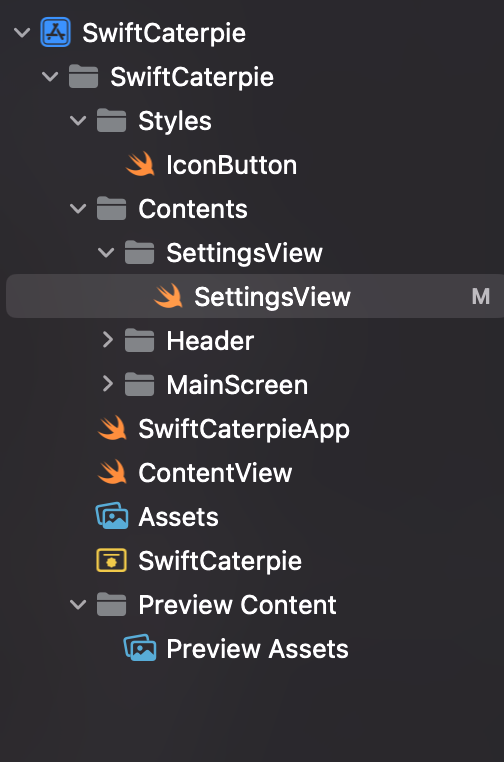 SwiftCaterpie
SwiftCaterpie
Styles
IconButton
Contents
SettingsView
SettingsView M
Header
MainScreen
SwiftCaterpieApp
ContentView
Assets
SwiftCaterpie
Preview Content
Preview Assets